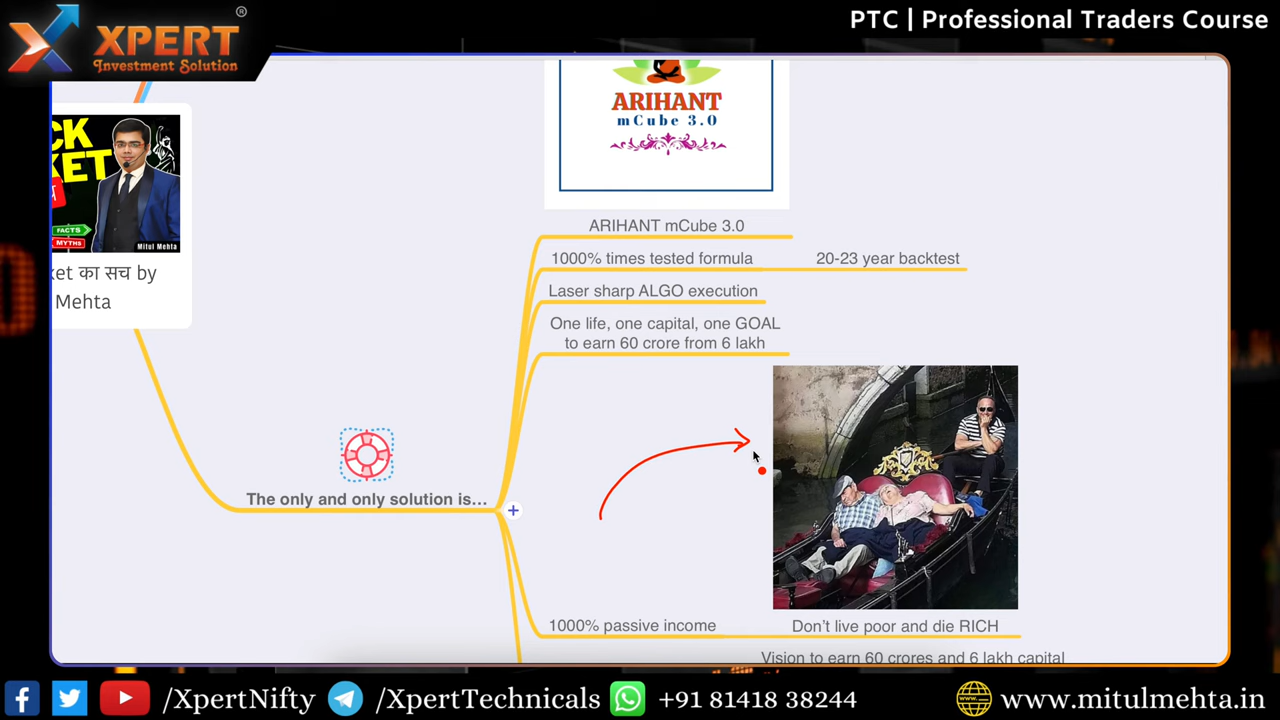 PTC | Professional Traders Course
XPERT
Investment Solution
®
CK
KET
FACTS
MYTHS
Mitul Mehta
ket का सच by
Mehta
ARIHANT
mCube 3.0
ARIHANT mCube 3.0
1000% times tested formula
20-23 year backtest
Laser sharp ALGO execution
One life, one capital, one GOAL
to earn 60 crore from 6 lakh
The only and only solution is...
1000% passive income
Don't live poor and die RICH
Vision to earn 60 crores and 6 lakh capital
/XpertNifty
/XpertTechnicals
+91 81418 38244
www.mitulmehta.in